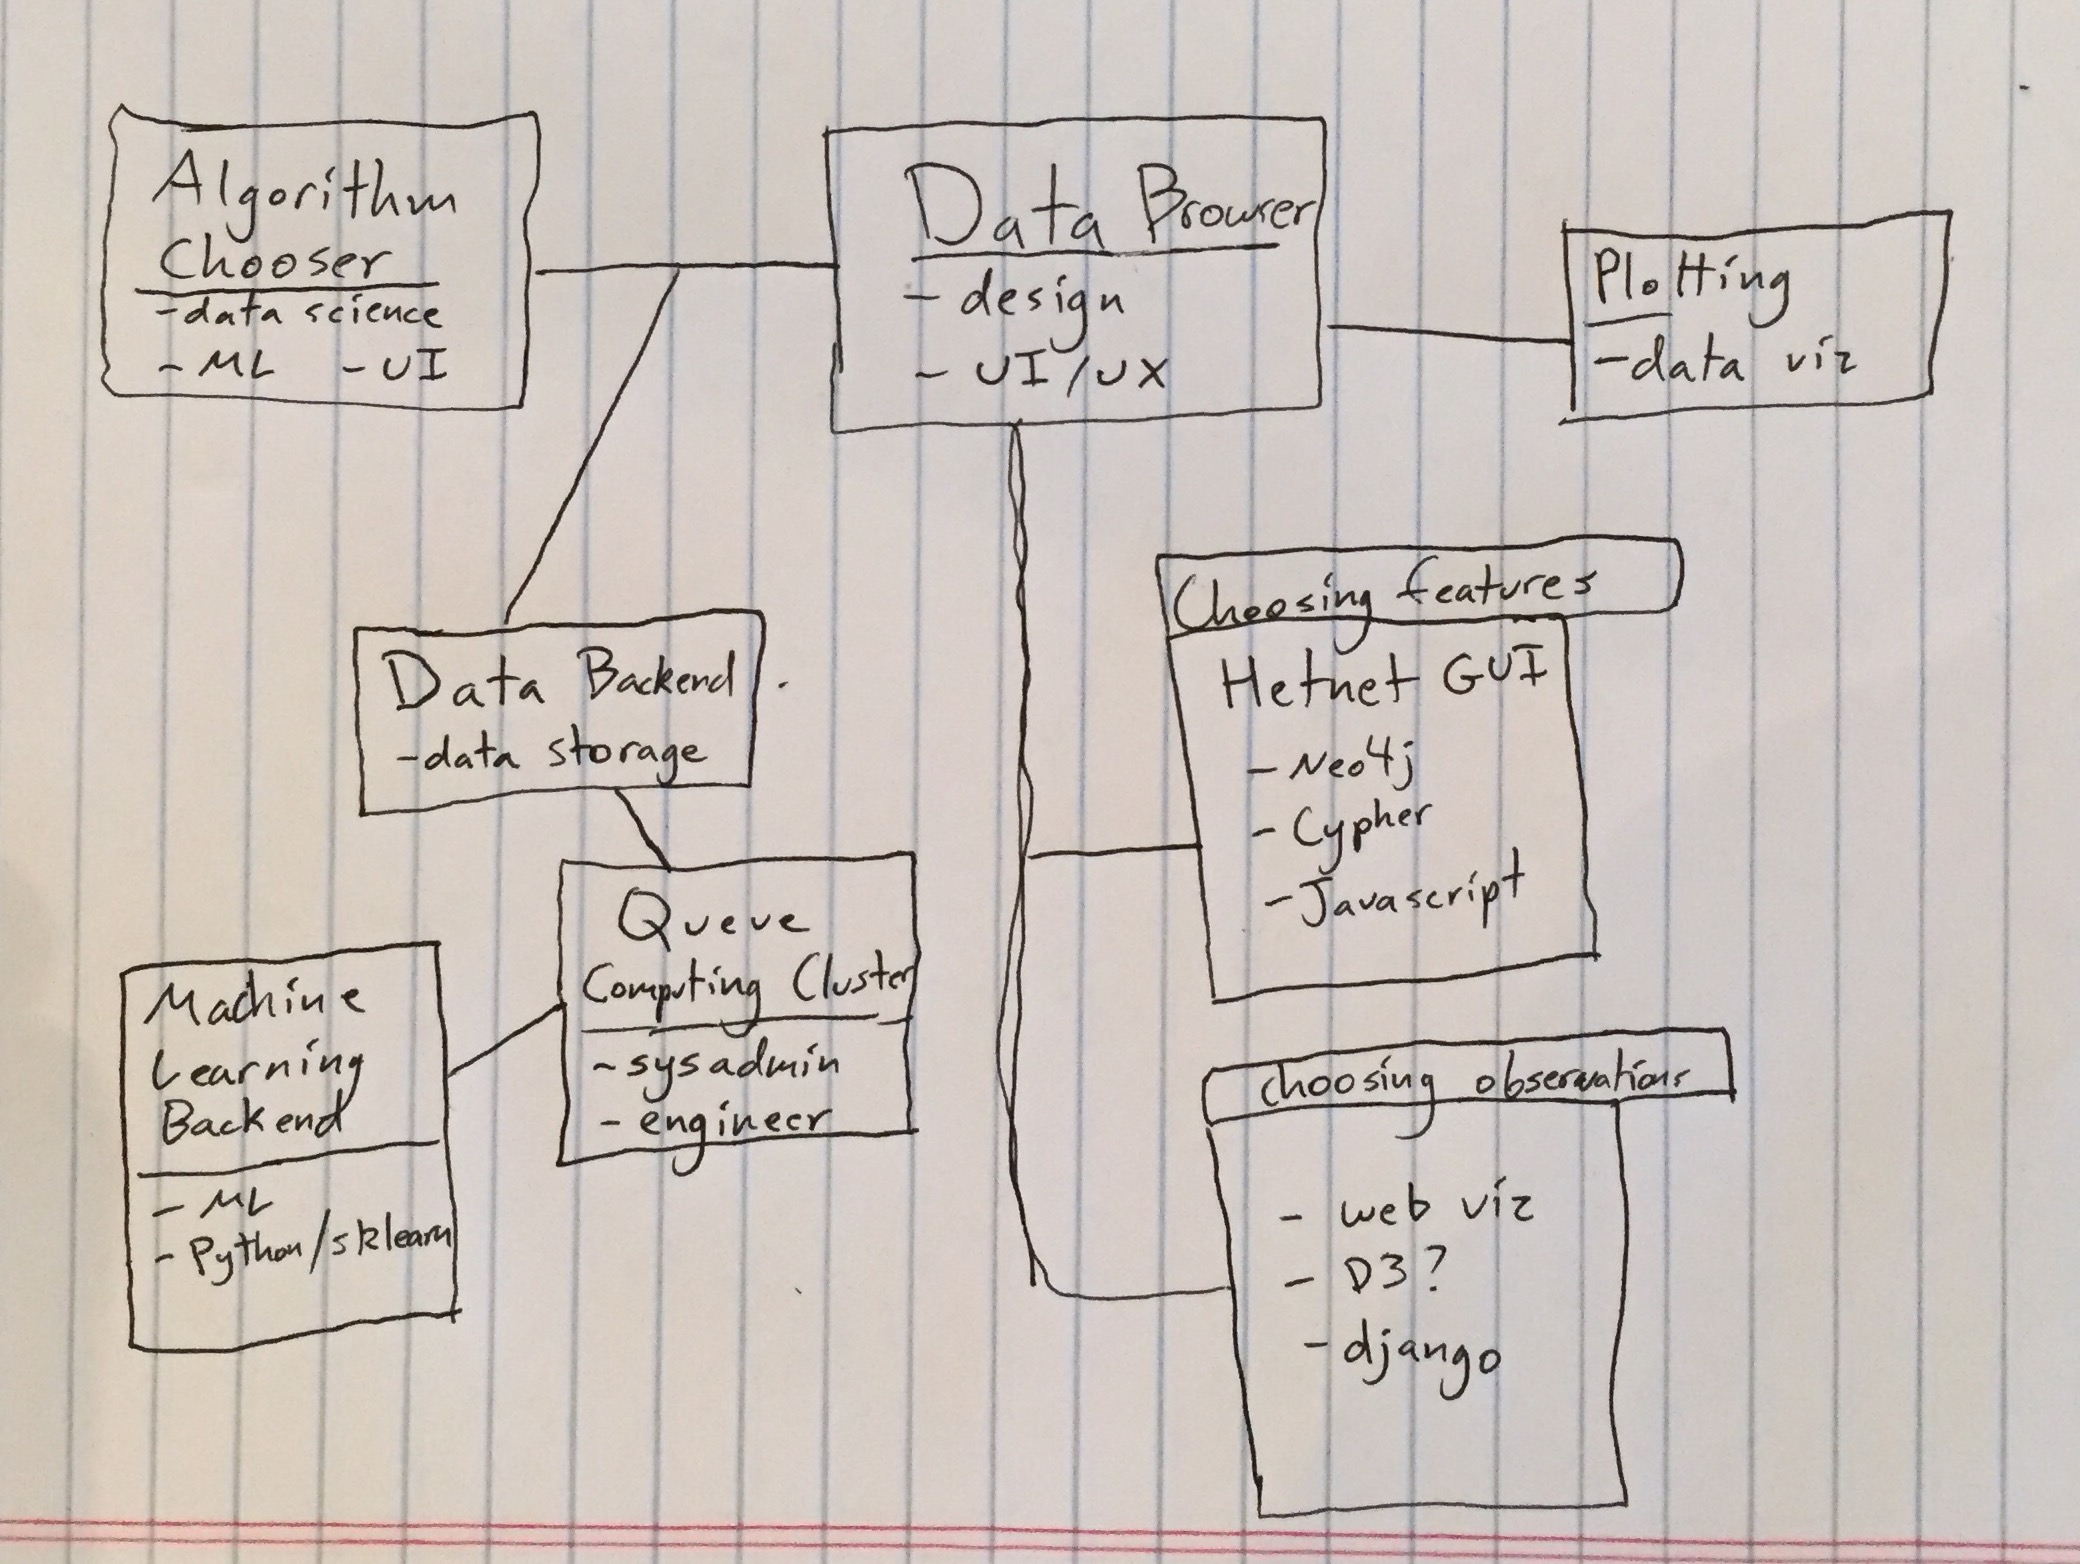 Algorithm
Chooser
-data science
- ML - UI
Data Browser
- design
- UI/UX
Plotting
-data viz
Data Backend
-data storage
Choosing features
Hetnet GUI
- Neo4j
- Cypher
- Javascript
Queue
Computing Cluster
- sysadmin
- engineer
Machine
Learning
Backend
- ML
- Python/sklearn
choosing observations
- web viz
- D3?
- django